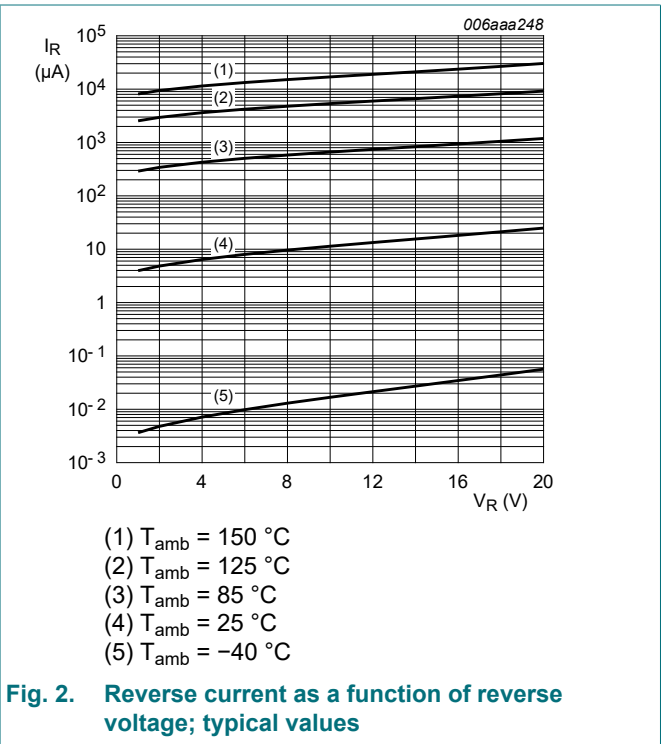 006aaa248
I_R
(µA)
10^5
10^4
10^3
10^2
10
1
10^-1
10^-2
10^-3
(1)
(2)
(3)
(4)
(5)
0 4 8 12 16 20
V_R (V)
(1) T_amb = 150 °C
(2) T_amb = 125 °C
(3) T_amb = 85 °C
(4) T_amb = 25 °C
(5) T_amb = −40 °C
Fig. 2. Reverse current as a function of reverse
voltage; typical values